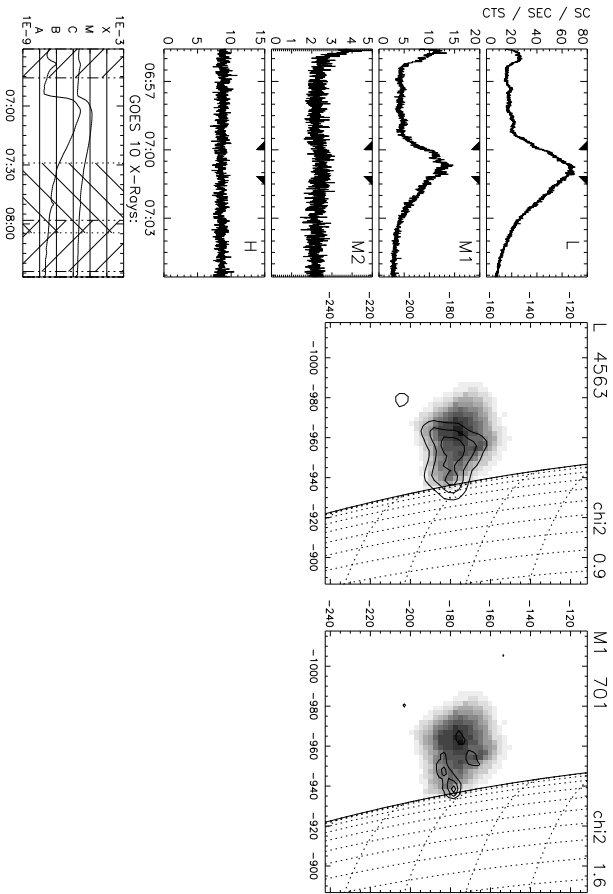 CTS / SEC / SC
80
60
40
20
0
L
20
15
10
5
0
M1
5
4
3
2
1
0
M2
15
10
5
0
H
06:57 07:00 07:03
GOES 10 X-Rays:
1E-3
X
M
C
B
A
1E-9
07:00 07:30 08:00
L 4563 chi2 0.9
-120
-140
-160
-180
-200
-220
-240
-1000 -980 -960 -940 -920 -900
M1 701 chi2 1.6
-120
-140
-160
-180
-200
-220
-240
-1000 -980 -960 -940 -920 -900